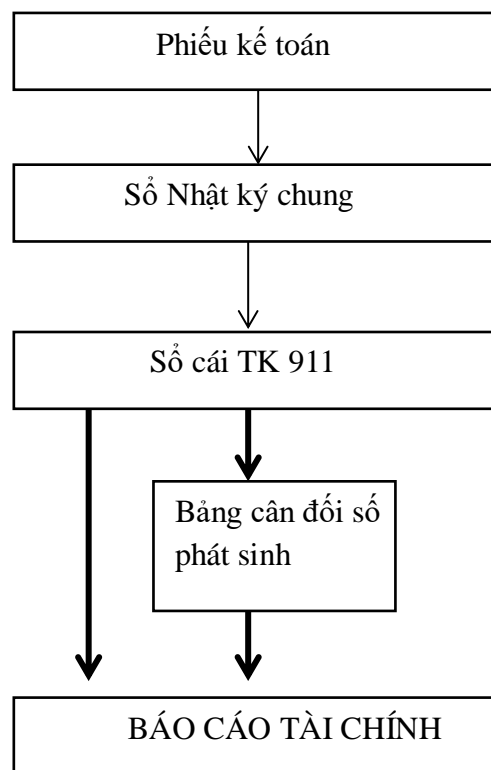 Phiếu kế toán
Sổ Nhật ký chung
Sổ cái TK 911
Bảng cân đối số
phát sinh
BÁO CÁO TÀI CHÍNH